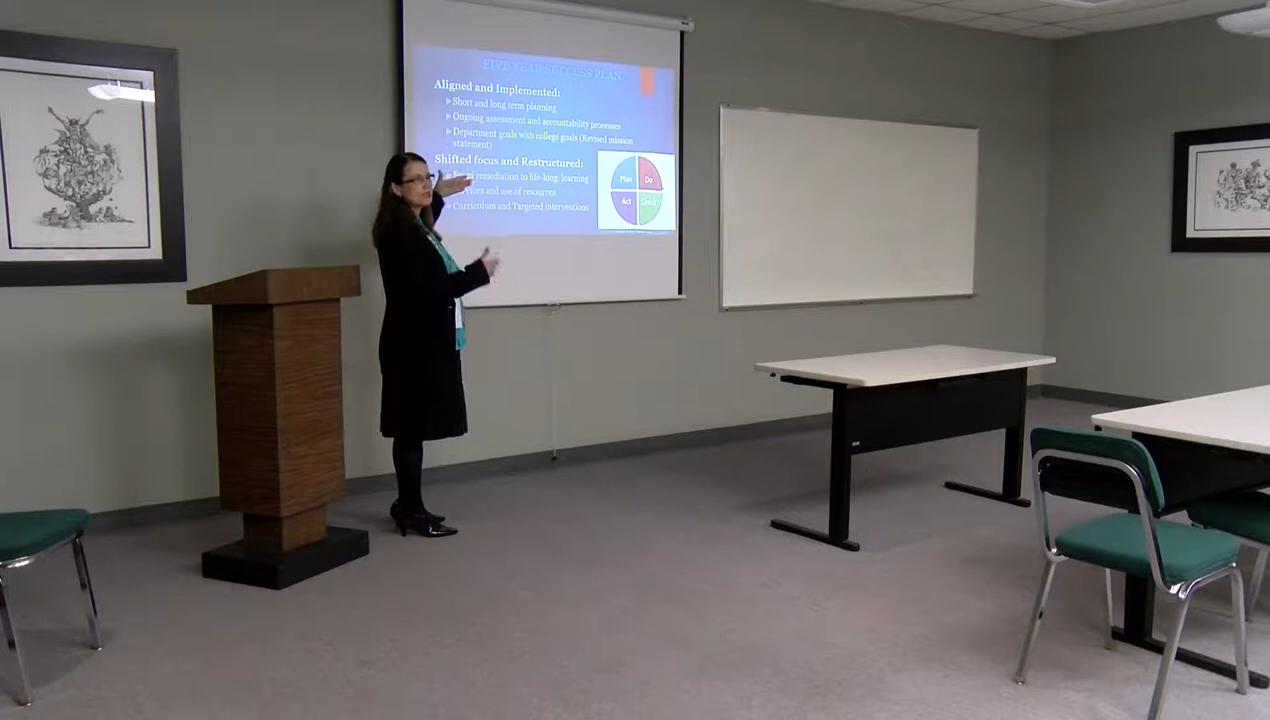 FIVE YEAR SUCCESS PLAN
Aligned and Implemented:
Short and long term planning
Ongoing assessment and accountability processes
Department goals with college goals (Revised mission
statement)
Shifted focus and Restructured:
remediation to life-long learning
and use of resources
Curriculum and Targeted interventions
Plan
Do
Act
Check